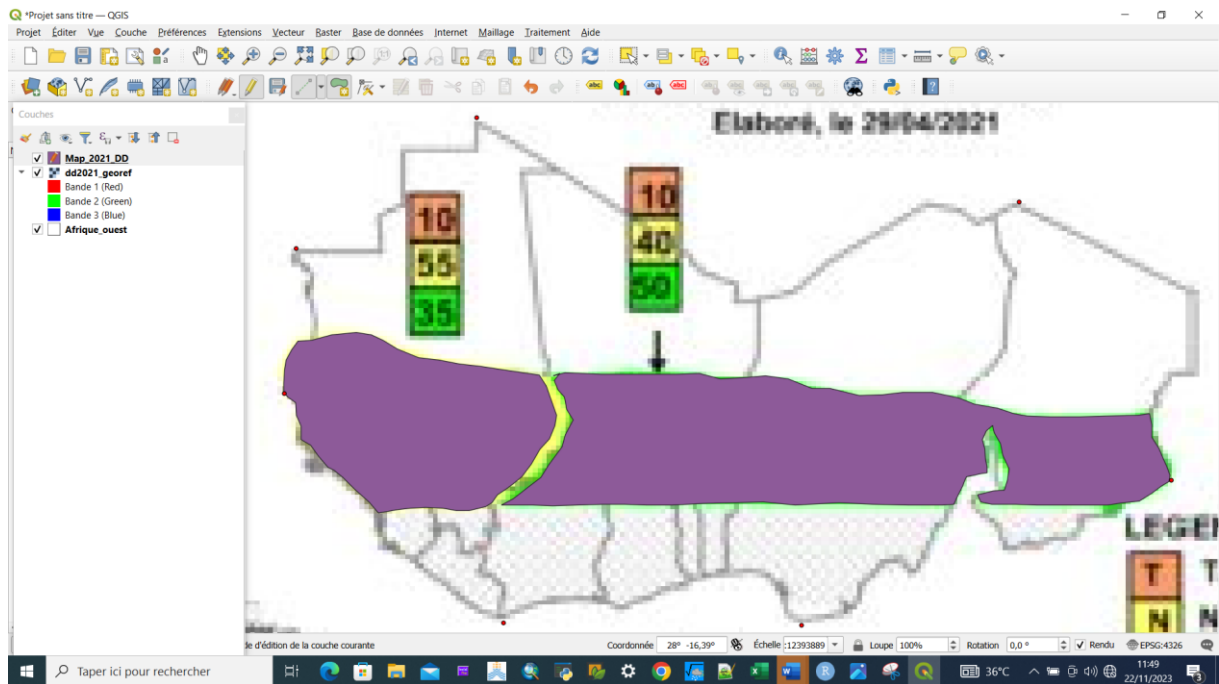 *Projet sans titre — QGIS
Projet Éditer Vue Couche Préférences Extensions Vecteur Raster Base de données Internet Maillage Traitement Aide
Couches
Map_2021_DD
dd2021_georef
Bande 1 (Red)
Bande 2 (Green)
Bande 3 (Blue)
Afrique_ouest
Elaboré, le 29/04/2021
10
55
35
10
40
50
LEGEN
T T
N N
de d'édition de la couche courante Coordonnée 28° -16,39° Échelle :12393889 Loupe 100% Rotation 0,0 ° Rendu EPSG:4326
Taper ici pour rechercher 36°C 11:49
22/11/2023